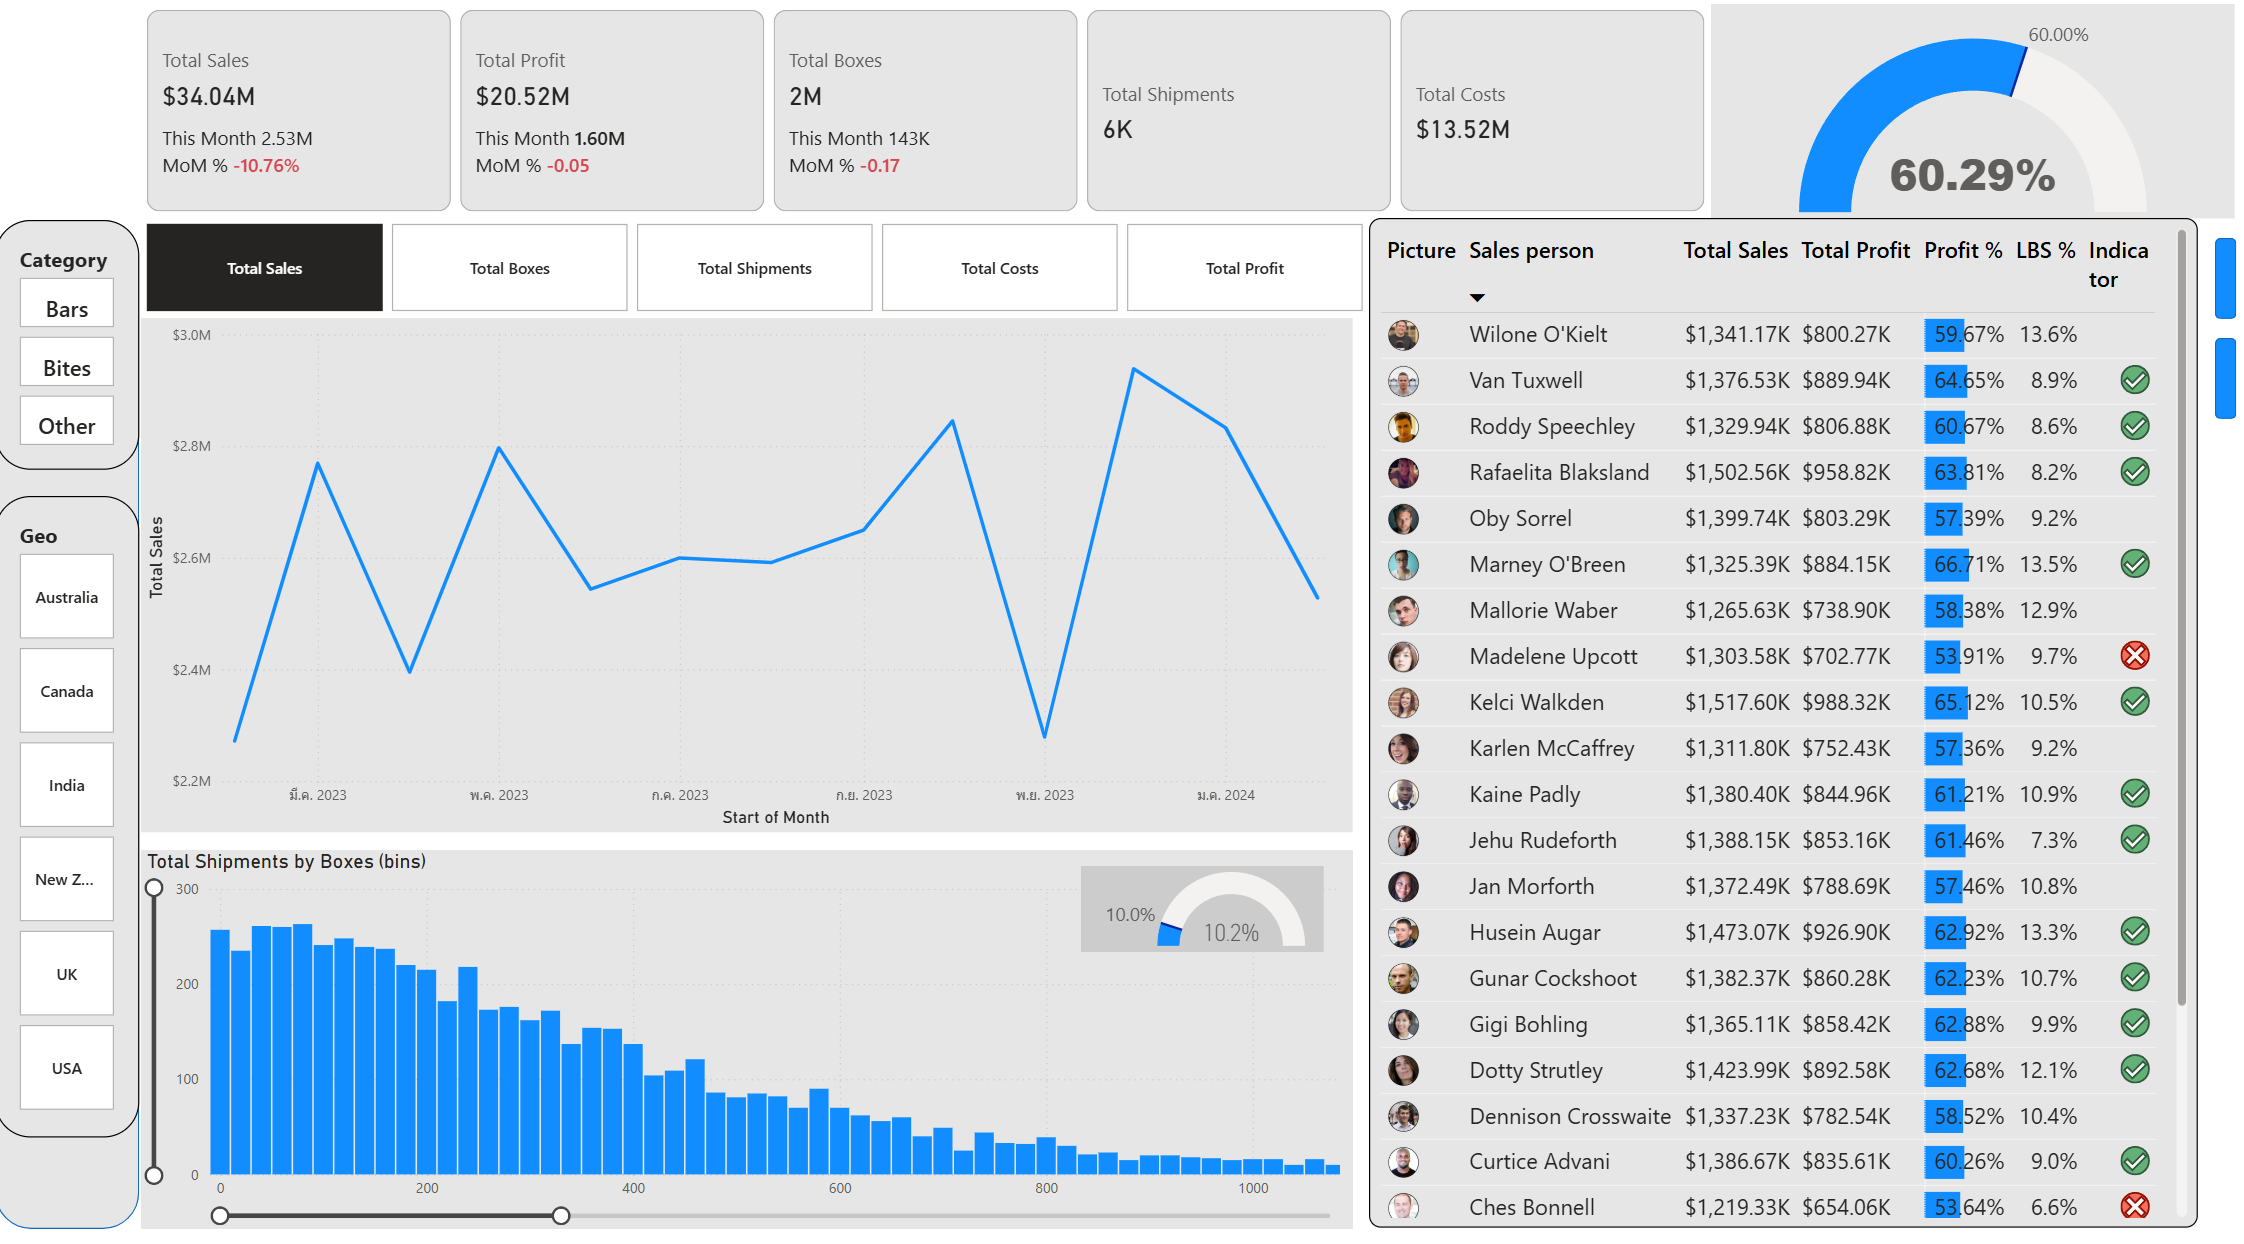 Total Sales
$34.04M
This Month 2.53M
MoM % -10.76%
Total Profit
$20.52M
This Month 1.60M
MoM % -0.05
Total Boxes
2M
This Month 143K
MoM % -0.17
Total Shipments
6K
Total Costs
$13.52M
60.00%
60.29%
Category
Bars
Bites
Other
Geo
Australia
Canada
India
New Z...
UK
USA
Total Sales
Total Boxes
Total Shipments
Total Costs
Total Profit
Total Sales
$3.0M
$2.8M
$2.6M
$2.4M
$2.2M
มี.ค. 2023 พ.ค. 2023 ก.ค. 2023 ก.ย. 2023 พ.ย. 2023 ม.ค. 2024
Start of Month
Total Shipments by Boxes (bins)
300
200
100
0
0 200 400 600 800 1000
10.0%
10.2%
Picture Sales person Total Sales Total Profit Profit % LBS % Indica
tor
Wilone O'Kielt $1,341.17K $800.27K 59.67% 13.6%
Van Tuxwell $1,376.53K $889.94K 64.65% 8.9%
Roddy Speechley $1,329.94K $806.88K 60.67% 8.6%
Rafaelita Blaksland $1,502.56K $958.82K 63.81% 8.2%
Oby Sorrel $1,399.74K $803.29K 57.39% 9.2%
Marney O'Breen $1,325.39K $884.15K 66.71% 13.5%
Mallorie Waber $1,265.63K $738.90K 58.38% 12.9%
Madelene Upcott $1,303.58K $702.77K 53.91% 9.7%
Kelci Walkden $1,517.60K $988.32K 65.12% 10.5%
Karlen McCaffrey $1,311.80K $752.43K 57.36% 9.2%
Kaine Padly $1,380.40K $844.96K 61.21% 10.9%
Jehu Rudeforth $1,388.15K $853.16K 61.46% 7.3%
Jan Morforth $1,372.49K $788.69K 57.46% 10.8%
Husein Augar $1,473.07K $926.90K 62.92% 13.3%
Gunar Cockshoot $1,382.37K $860.28K 62.23% 10.7%
Gigi Bohling $1,365.11K $858.42K 62.88% 9.9%
Dotty Strutley $1,423.99K $892.58K 62.68% 12.1%
Dennison Crosswaite $1,337.23K $782.54K 58.52% 10.4%
Curtice Advani $1,386.67K $835.61K 60.26% 9.0%
Ches Bonnell $1,219.33K $654.06K 53.64% 6.6%